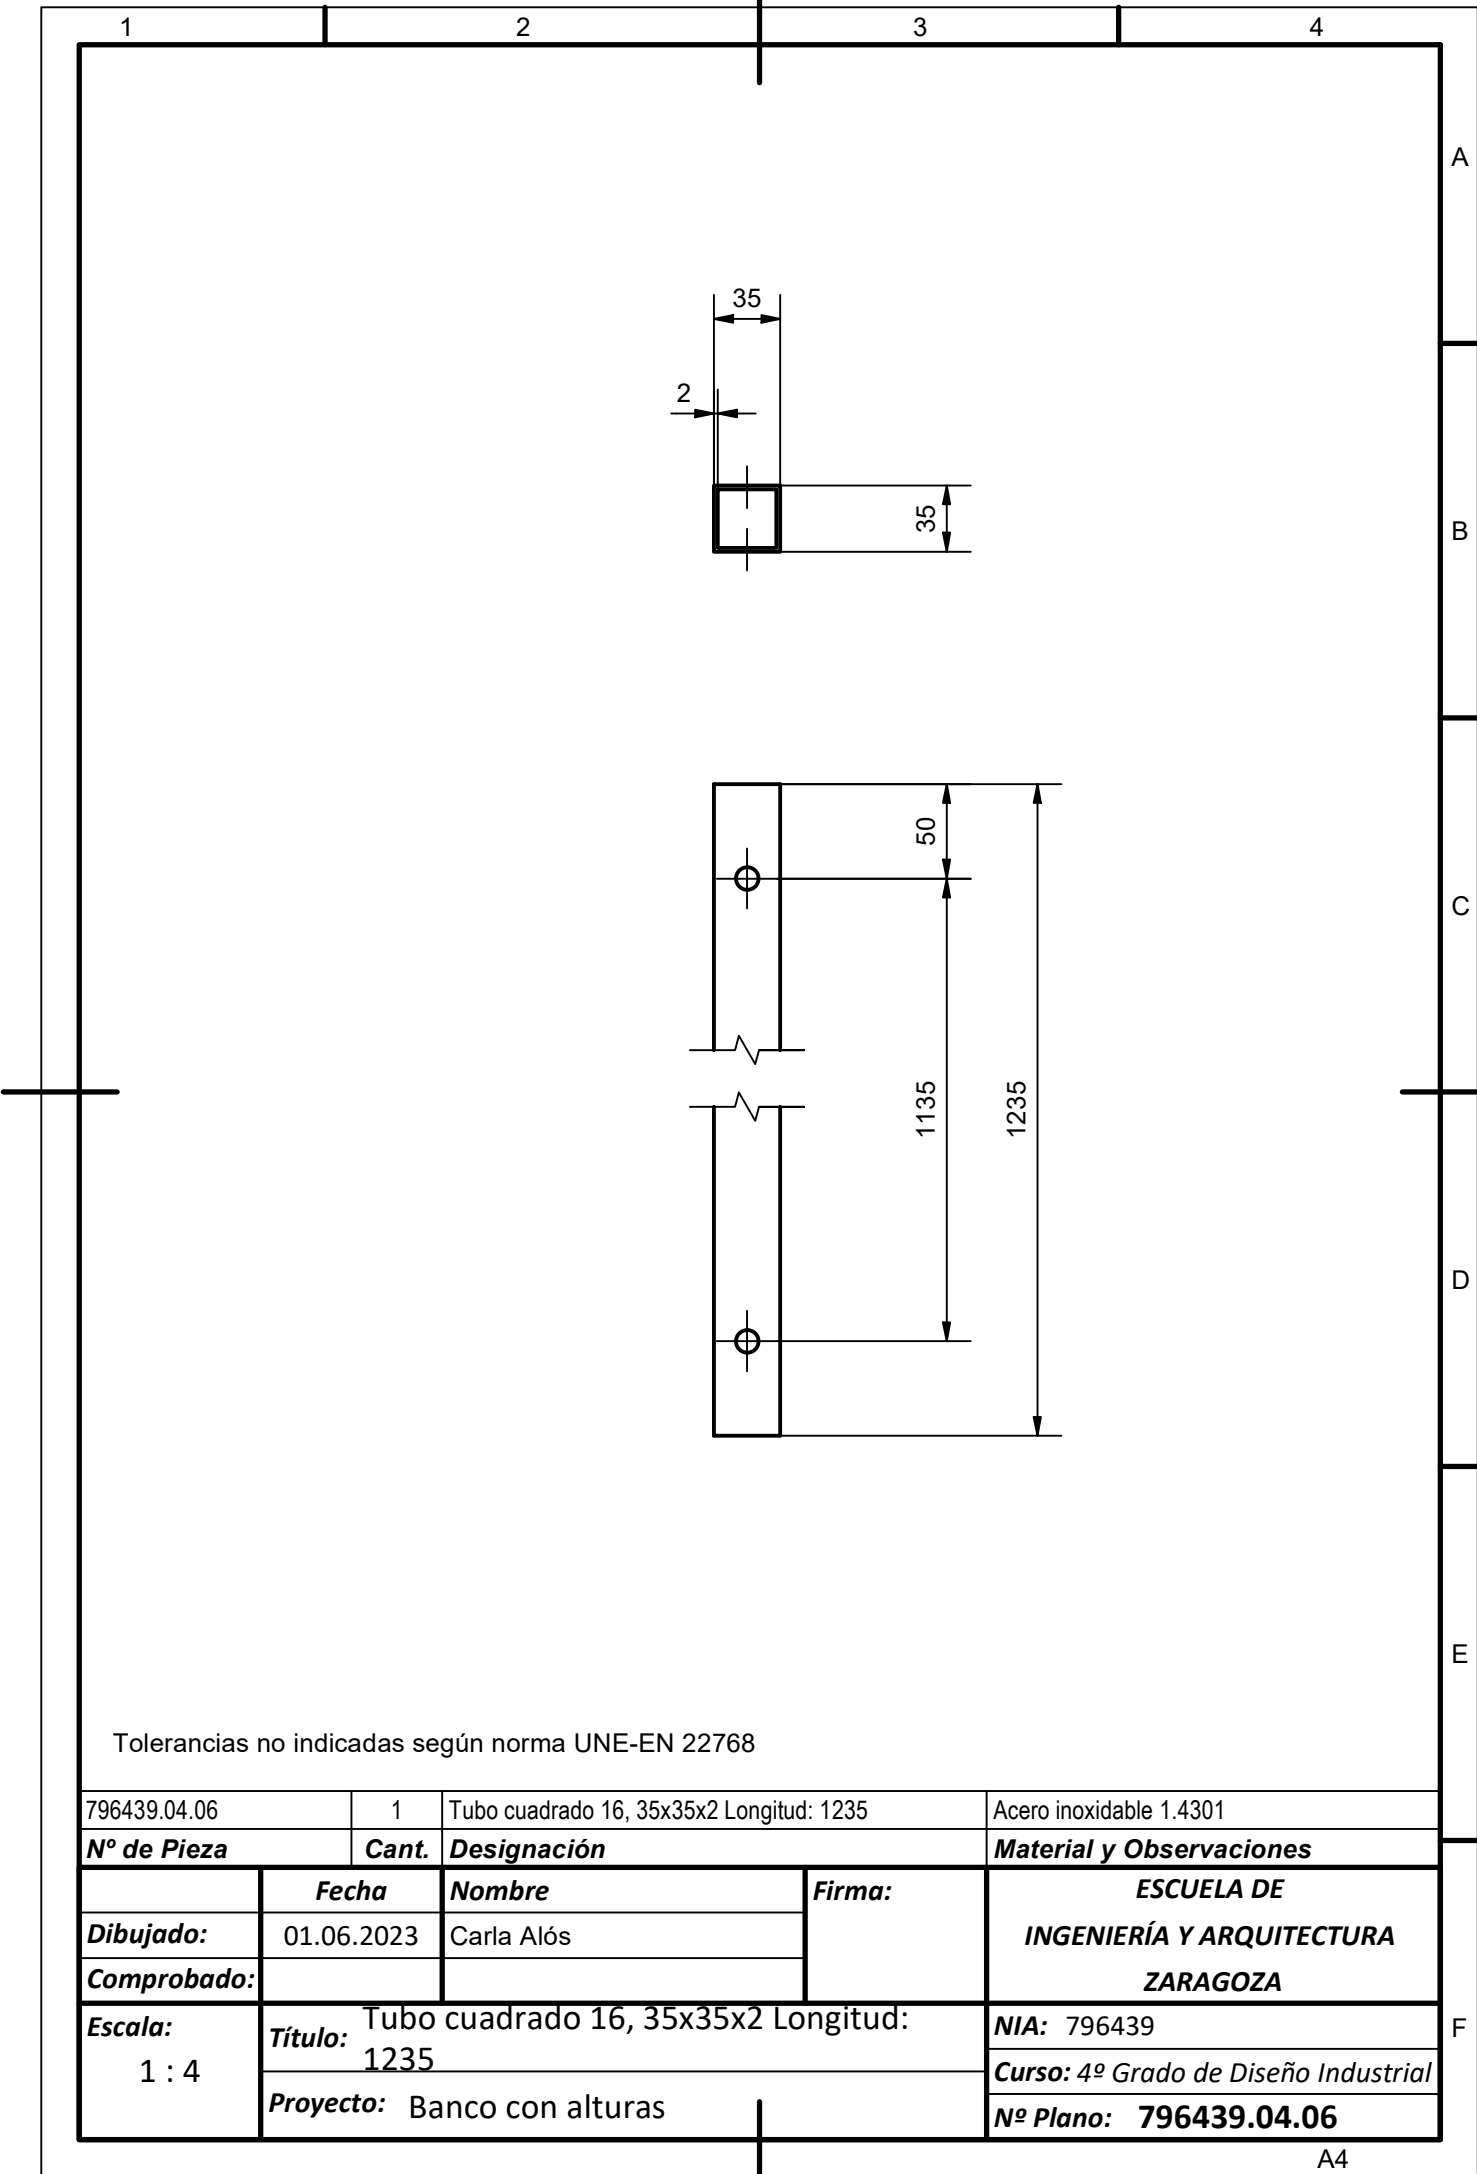 1 2 3 4
A
35
2
35
B
50
C
1135
1235
D
E
Tolerancias no indicadas según norma UNE-EN 22768
796439.04.06 1 Tubo cuadrado 16, 35x35x2 Longitud: 1235 Acero inoxidable 1.4301
Nº de Pieza Cant. Designación Material y Observaciones
Fecha Nombre Firma: ESCUELA DE
Dibujado: 01.06.2023 Carla Alós INGENIERÍA Y ARQUITECTURA
Comprobado: ZARAGOZA
Escala: Título: Tubo cuadrado 16, 35x35x2 Longitud: NIA: 796439 F
1 : 4 1235 Curso: 4º Grado de Diseño Industrial
Proyecto: Banco con alturas Nº Plano: 796439.04.06
A4